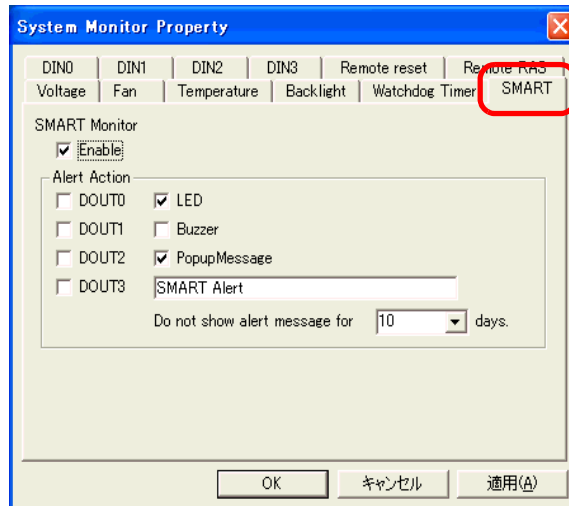 System Monitor Property
DIN0 DIN1 DIN2 DIN3 Remote reset Remote RAS
Voltage Fan Temperature Backlight Watchdog Timer SMART
SMART Monitor
Enable
Alert Action
DOUT0 LED
DOUT1 Buzzer
DOUT2 PopupMessage
DOUT3 SMART Alert
Do not show alert message for 10 days.
OK キャンセル 適用(A)